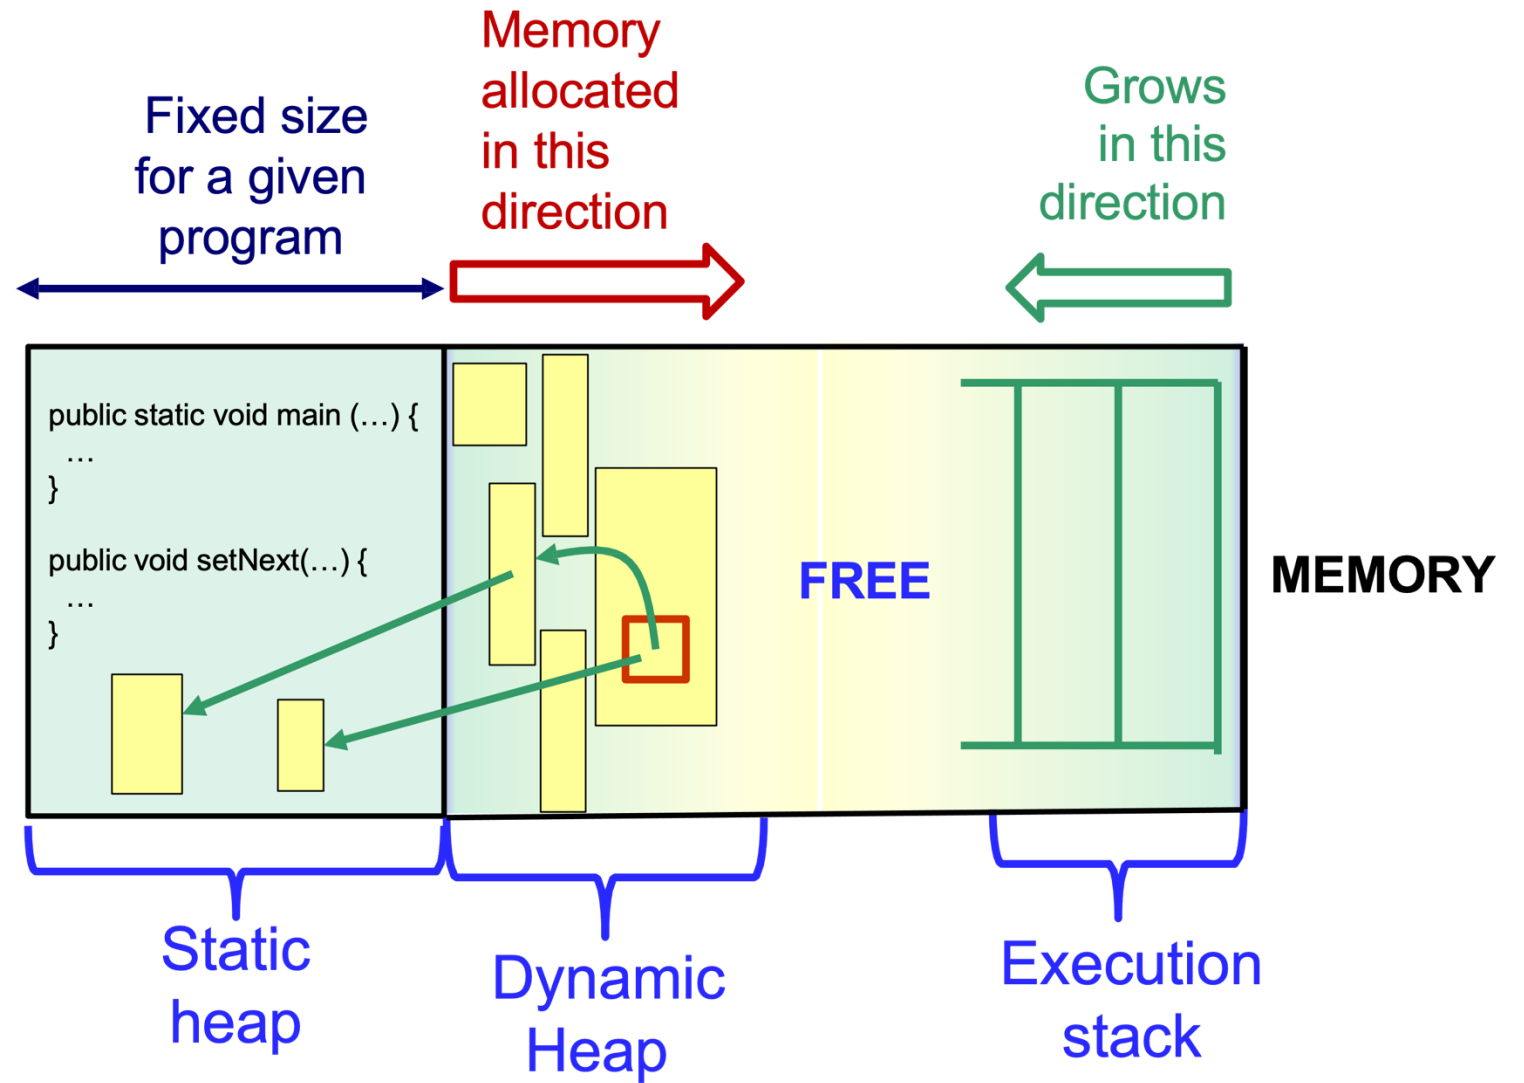 Memory
allocated
in this
direction
Fixed size
for a given
program
Grows
in this
direction
public static void main (…) {
…
}
public void setNext(…) {
…
}
FREE
MEMORY
Static
heap
Dynamic
Heap
Execution
stack